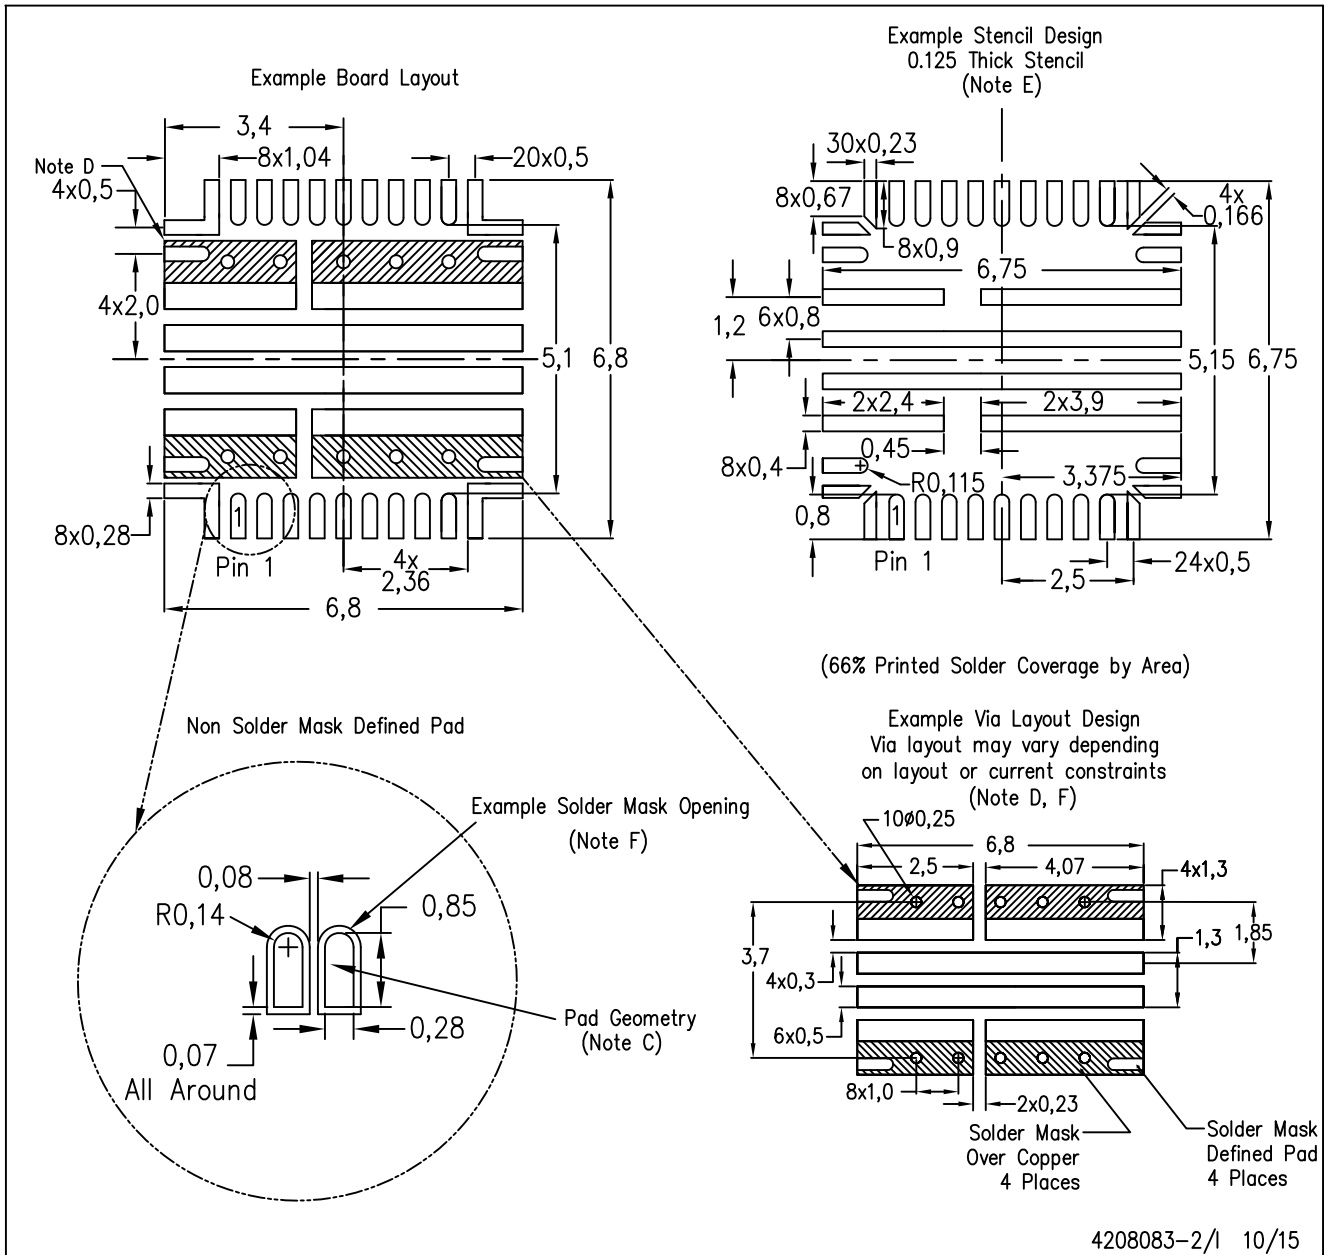 Example Board Layout
3,4
8x1,04
20x0,5
Note D
4x0,5
4x2,0
5,1
6,8
8x0,28
1
Pin 1
4x
2,36
6,8
Example Stencil Design
0.125 Thick Stencil
(Note E)
30x0,23
8x0,67
4x
0,166
8x0,9
6,75
1,2
6x0,8
5,15
6,75
2x2,4
2x3,9
8x0,4
0,45
R0,115
3,375
0,8
1
Pin 1
2,5
24x0,5
(66% Printed Solder Coverage by Area)
Non Solder Mask Defined Pad
Example Solder Mask Opening
(Note F)
0,08
R0,14
0,85
0,28
Pad Geometry
(Note C)
0,07
All Around
Example Via Layout Design
Via layout may vary depending
on layout or current constraints
(Note D, F)
10ø0,25
6,8
2,5
4,07
4x1,3
3,7
1,3
1,85
4x0,3
6x0,5
8x1,0
2x0,23
Solder Mask
Over Copper
4 Places
Solder Mask
Defined Pad
4 Places
4208083-2/I 10/15